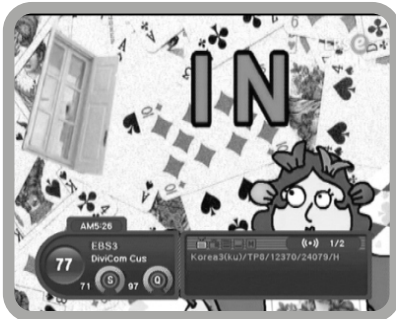 IN
AM5-26
EBS3
77
DiviCom Cus
1/2
71 S 97 Q
Korea3(ku)/TP8/12370/24079/H